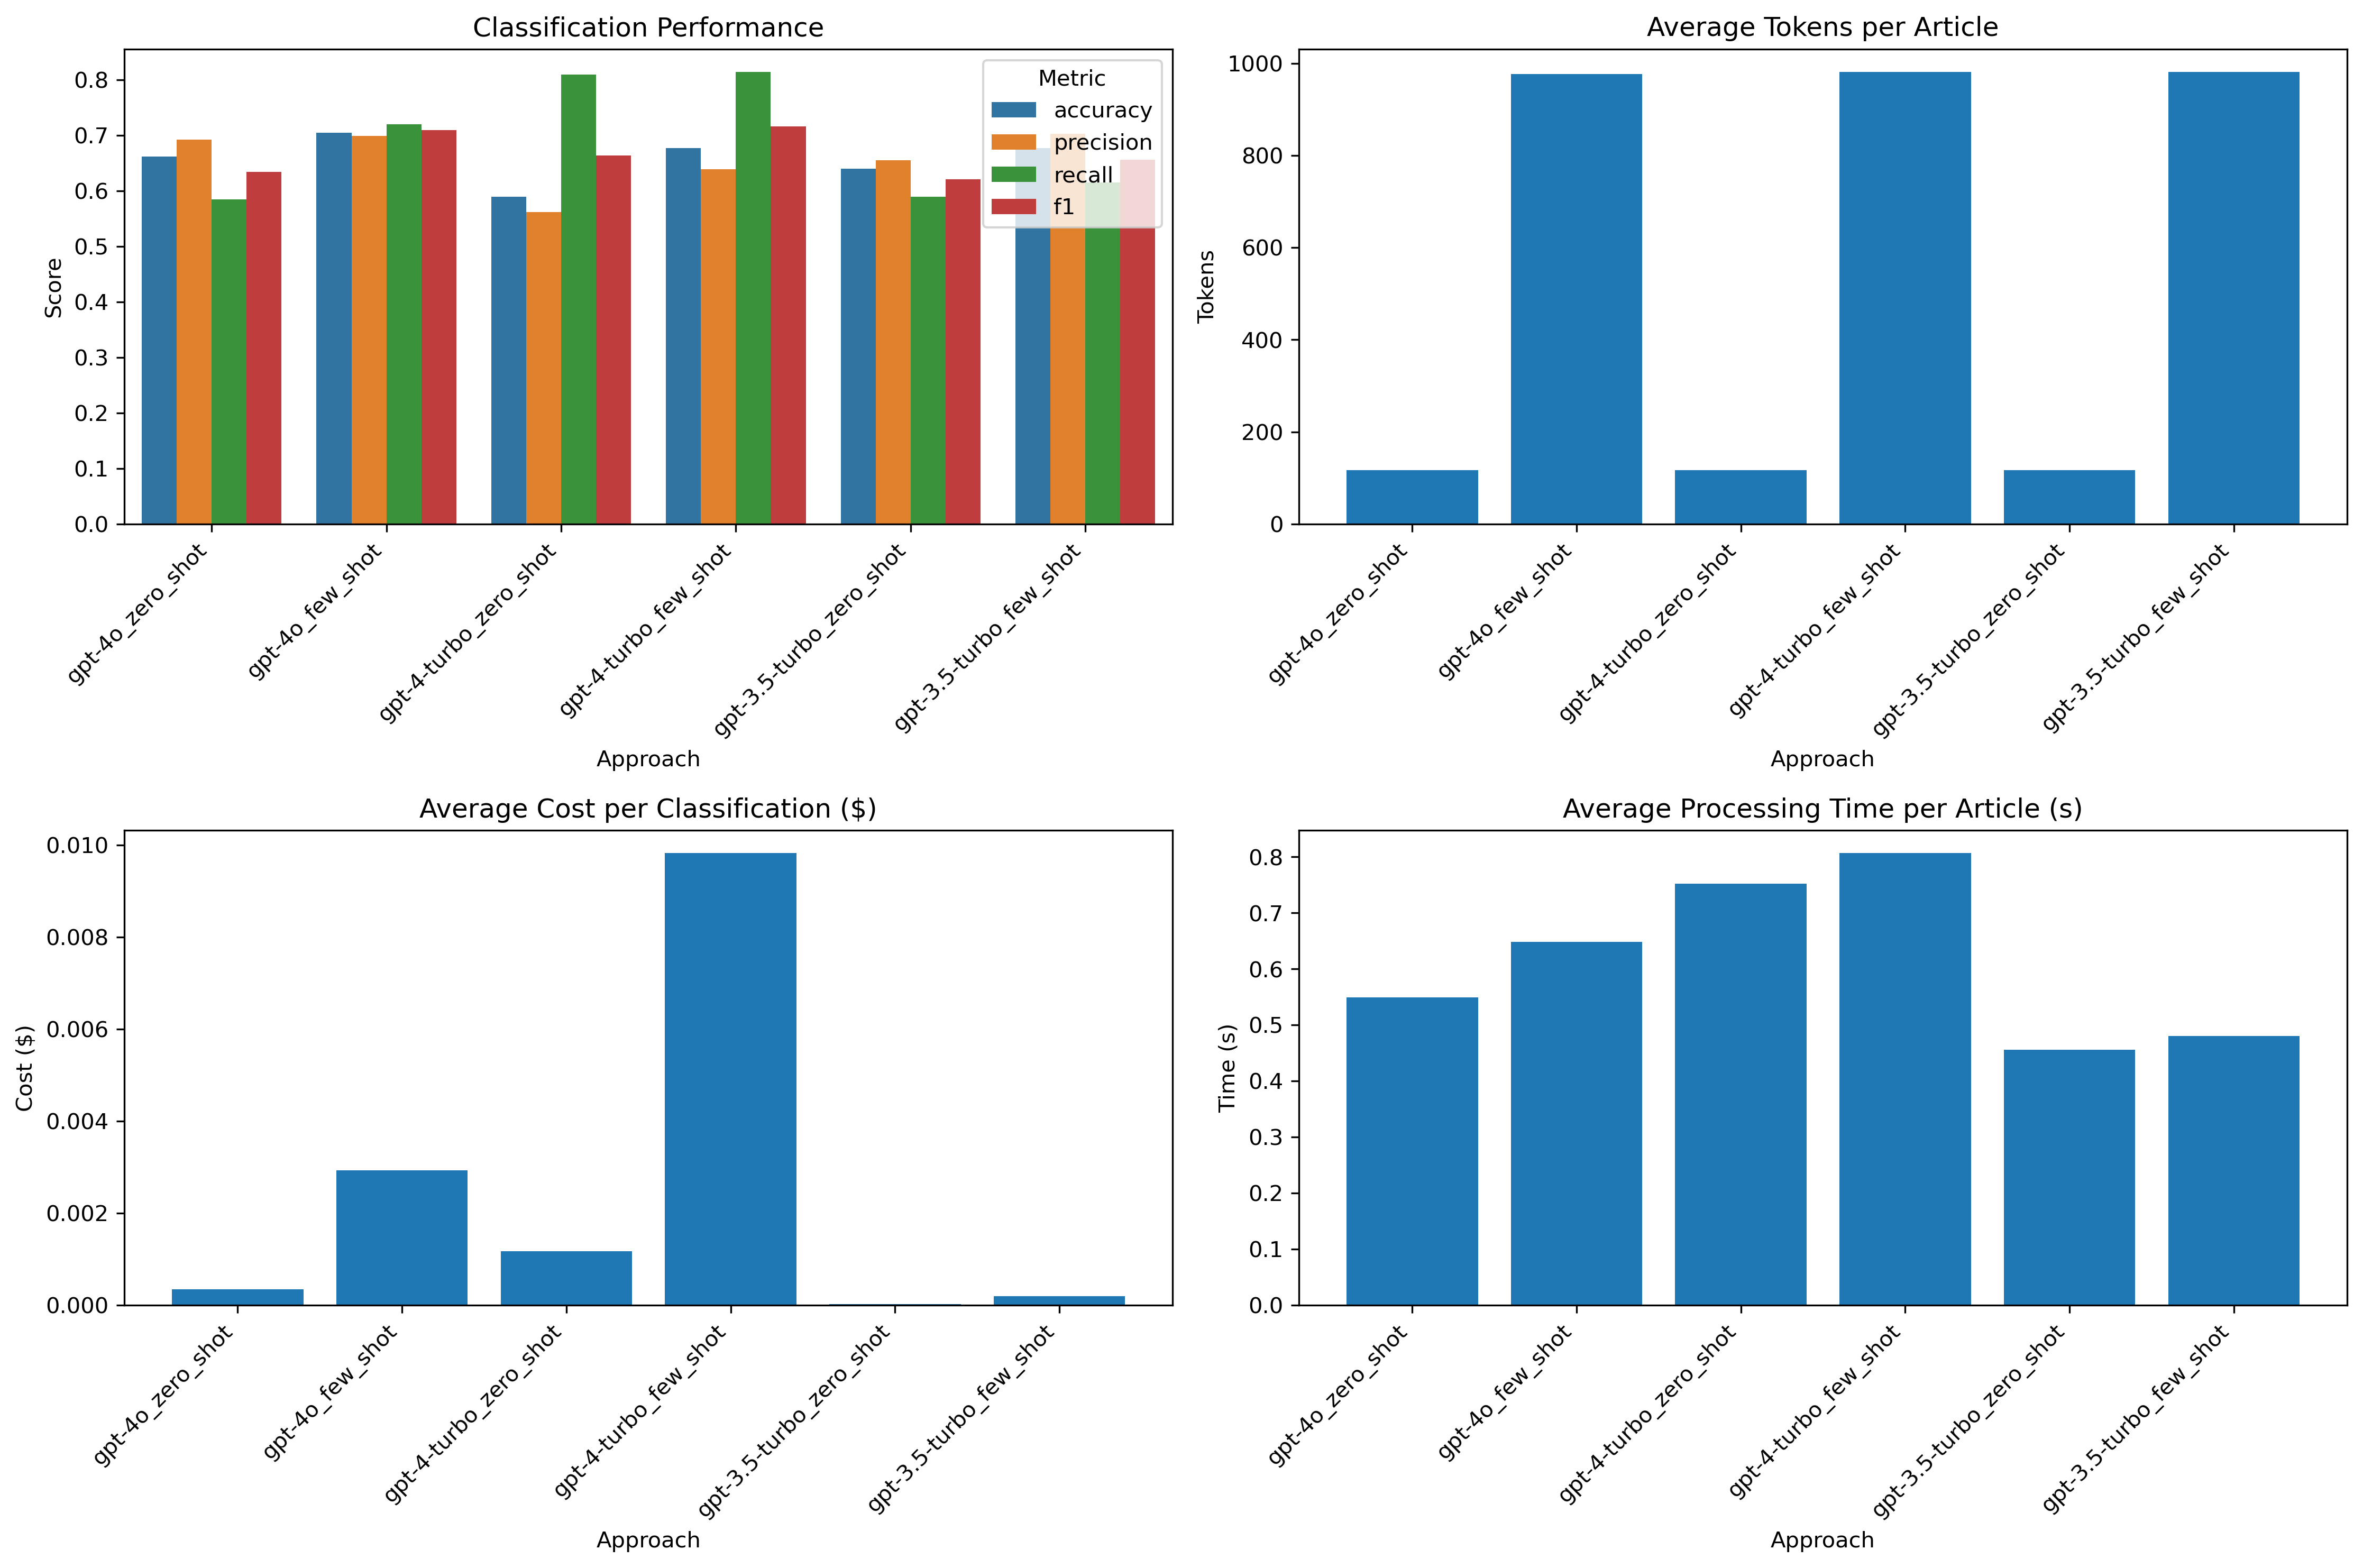 Classification Performance
Score
0.8
0.7
0.6
0.5
0.4
0.3
0.2
0.1
0.0
Metric
accuracy
precision
recall
f1
gpt-4o_zero_shot
gpt-4o_few_shot
gpt-4-turbo_zero_shot
gpt-4-turbo_few_shot
gpt-3.5-turbo_zero_shot
gpt-3.5-turbo_few_shot
Approach
Average Tokens per Article
Tokens
1000
800
600
400
200
0
gpt-4o_zero_shot
gpt-4o_few_shot
gpt-4-turbo_zero_shot
gpt-4-turbo_few_shot
gpt-3.5-turbo_zero_shot
gpt-3.5-turbo_few_shot
Approach
Average Cost per Classification ($)
Cost ($)
0.010
0.008
0.006
0.004
0.002
0.000
gpt-4o_zero_shot
gpt-4o_few_shot
gpt-4-turbo_zero_shot
gpt-4-turbo_few_shot
gpt-3.5-turbo_zero_shot
gpt-3.5-turbo_few_shot
Approach
Average Processing Time per Article (s)
Time (s)
0.8
0.7
0.6
0.5
0.4
0.3
0.2
0.1
0.0
gpt-4o_zero_shot
gpt-4o_few_shot
gpt-4-turbo_zero_shot
gpt-4-turbo_few_shot
gpt-3.5-turbo_zero_shot
gpt-3.5-turbo_few_shot
Approach